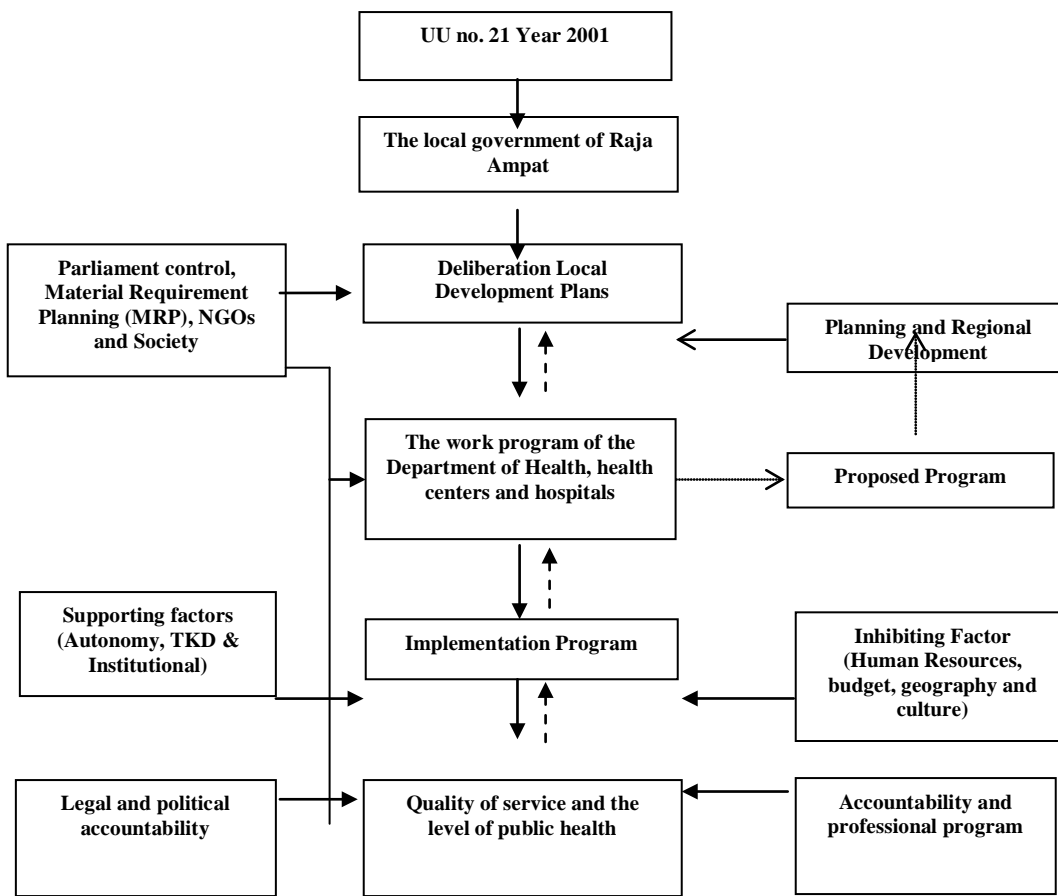 UU no. 21 Year 2001
The local government of Raja
Ampat
Parliament control,
Material Requirement
Planning (MRP), NGOs
and Society
Deliberation Local
Development Plans
Planning and Regional
Development
The work program of the
Department of Health, health
centers and hospitals
Proposed Program
Supporting factors
(Autonomy, TKD &
Institutional)
Implementation Program
Inhibiting Factor
(Human Resources,
budget, geography and
culture)
Legal and political
accountability
Quality of service and the
level of public health
Accountability and
professional program